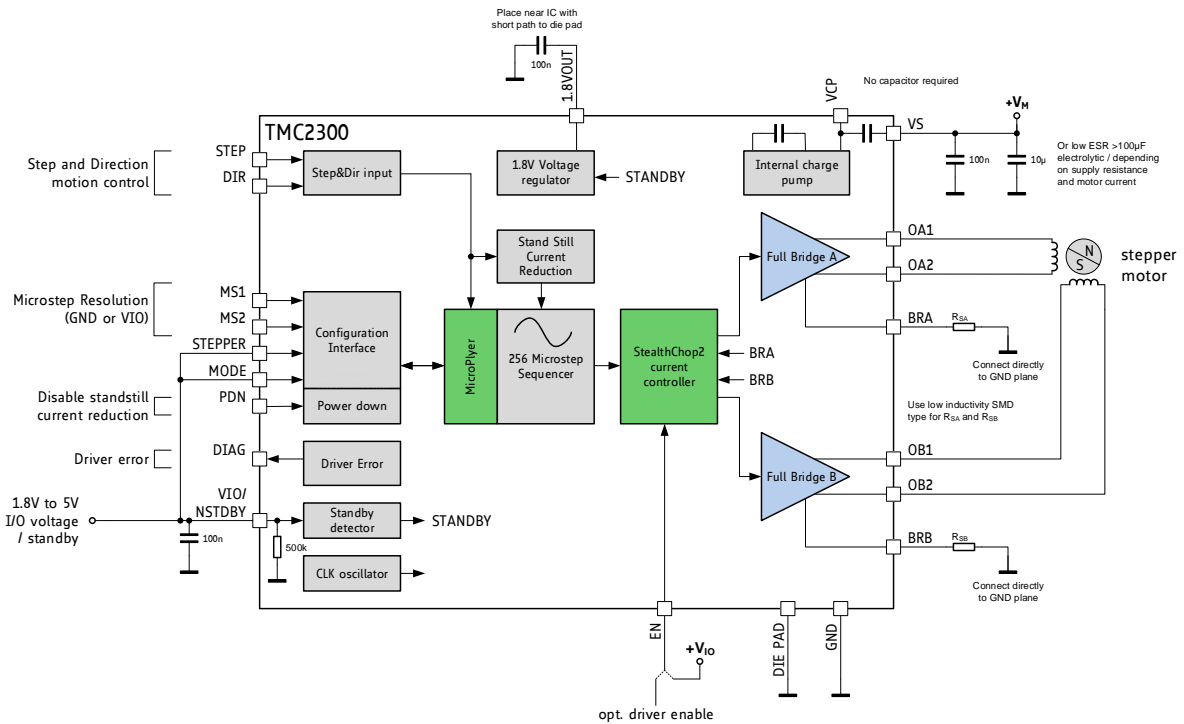 Place near IC with
short path to die pad
100n
1.8VOUT
VCP
No capacitor required
+VM
VS
100n
10µ
Or low ESR >100µF
electrolytic / depending
on supply resistance
and motor current
TMC2300
Step and Direction
motion control
STEP
DIR
Step&Dir input
1.8V Voltage
regulator
STANDBY
Internal charge
pump
Stand Still
Current
Reduction
Full Bridge A
OA1
OA2
N
S
stepper
motor
BRA
RSA
Connect directly
to GND plane
Microstep Resolution
(GND or VIO)
MS1
MS2
STEPPER
MODE
PDN
Configuration
Interface
Power down
MicroPlyer
256 Microstep
Sequencer
StealthChop2
current
controller
BRA
BRB
Use low inductivity SMD
type for RSA and RSB
Disable standstill
current reduction
Driver error
DIAG
Driver Error
Full Bridge B
OB1
OB2
1.8V to 5V
I/O voltage
/ standby
VIO/
NSTDBY
100n
500k
Standby
detector
STANDBY
CLK oscillator
BRB
RSB
Connect directly
to GND plane
EN
DIE PAD
GND
+VIO
opt. driver enable